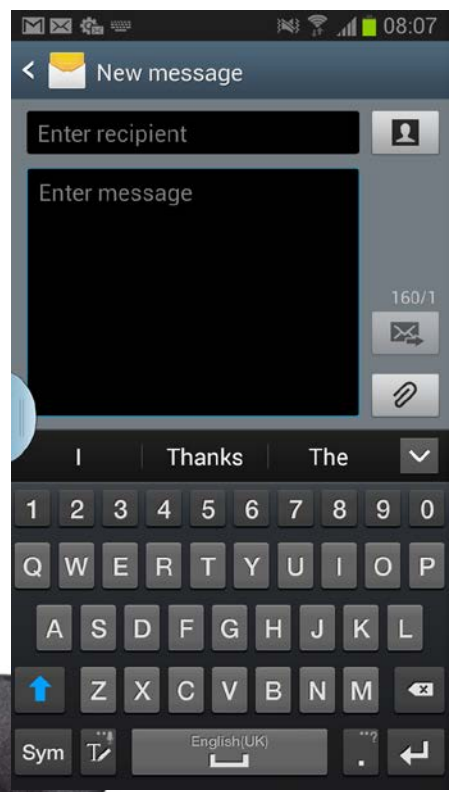 08:07
New message
Enter recipient
Enter message
160/1
I Thanks The
1 2 3 4 5 6 7 8 9 0
Q W E R T Y U I O P
A S D F G H J K L
Z X C V B N M
Sym T English(UK) . ?